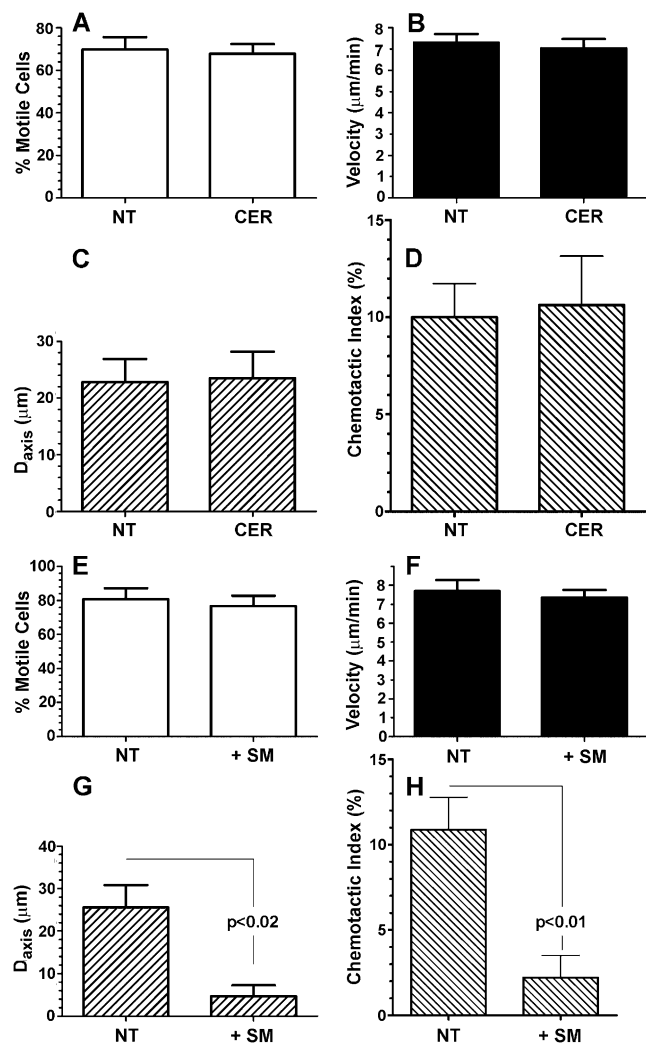 A
% Motile Cells
80
60
40
20
0
NT
CER
B
Velocity (μm/min)
8
7
6
5
4
3
2
1
0
NT
CER
C
Daxis (μm)
30
20
10
0
NT
CER
D
Chemotactic Index (%)
15
10
5
0
NT
CER
E
% Motile Cells
100
80
60
40
20
0
NT
+ SM
F
Velocity (μm/min)
8
7
6
5
4
3
2
1
0
NT
+ SM
G
Daxis (μm)
40
30
20
10
0
p<0.02
NT
+ SM
H
Chemotactic Index (%)
15
10
5
0
p<0.01
NT
+ SM